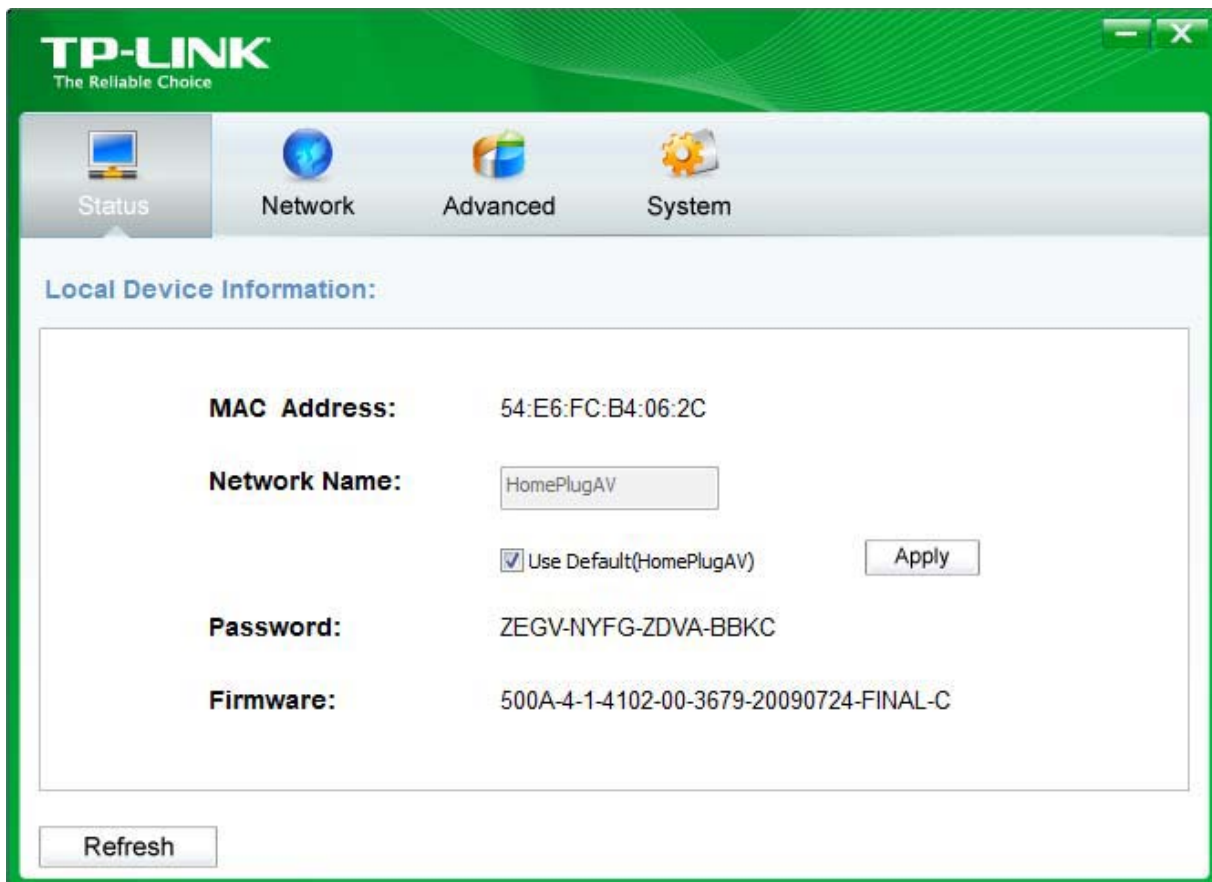 TP-LINK
The Reliable Choice
Status
Network
Advanced
System
Local Device Information:
MAC Address: 54:E6:FC:B4:06:2C
Network Name: HomePlugAV
Use Default(HomePlugAV) Apply
Password: ZEGV-NYFG-ZDVA-BBKC
Firmware: 500A-4-1-4102-00-3679-20090724-FINAL-C
Refresh